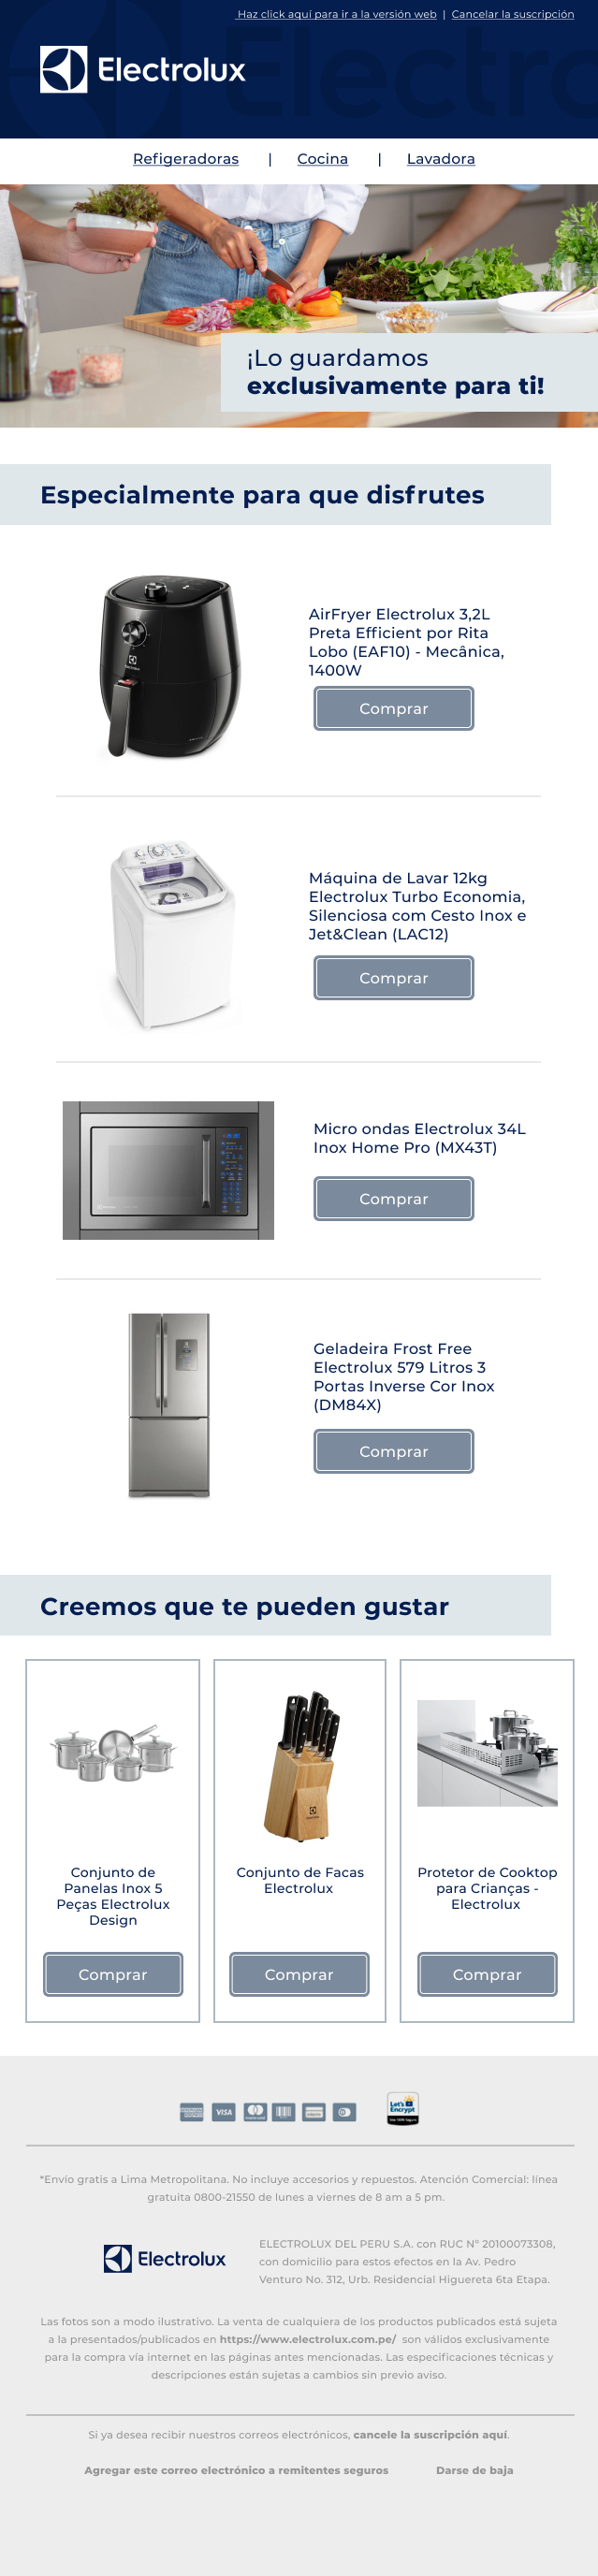 Haz click aquí para ir a la versión web | Cancelar la suscripción
Electrolux
Refigeradoras | Cocina | Lavadora
¡Lo guardamos
exclusivamente para ti!
Especialmente para que disfrutes
AirFryer Electrolux 3,2L
Preta Efficient por Rita
Lobo (EAF10) - Mecânica,
1400W
Comprar
Máquina de Lavar 12kg
Electrolux Turbo Economia,
Silenciosa com Cesto Inox e
Jet&Clean (LAC12)
Comprar
Micro ondas Electrolux 34L
Inox Home Pro (MX43T)
Comprar
Geladeira Frost Free
Electrolux 579 Litros 3
Portas Inverse Cor Inox
(DM84X)
Comprar
Creemos que te pueden gustar
Conjunto de
Panelas Inox 5
Peças Electrolux
Design
Comprar
Conjunto de Facas
Electrolux
Comprar
Protetor de Cooktop
para Crianças -
Electrolux
Comprar
VISA
Let's
Encrypt
*Envío gratis a Lima Metropolitana. No incluye accesorios y repuestos. Atención Comercial: línea
gratuita 0800-21550 de lunes a viernes de 8 am a 5 pm.
Electrolux
ELECTROLUX DEL PERU S.A. con RUC N° 20100073308,
con domicilio para estos efectos en la Av. Pedro
Venturo No. 312, Urb. Residencial Higuereta 6ta Etapa.
Las fotos son a modo ilustrativo. La venta de cualquiera de los productos publicados está sujeta
a la presentados/publicados en https://www.electrolux.com.pe/ son válidos exclusivamente
para la compra vía internet en las páginas antes mencionadas. Las especificaciones técnicas y
descripciones están sujetas a cambios sin previo aviso.
Si ya desea recibir nuestros correos electrónicos, cancele la suscripción aquí.
Agregar este correo electrónico a remitentes seguros Darse de baja